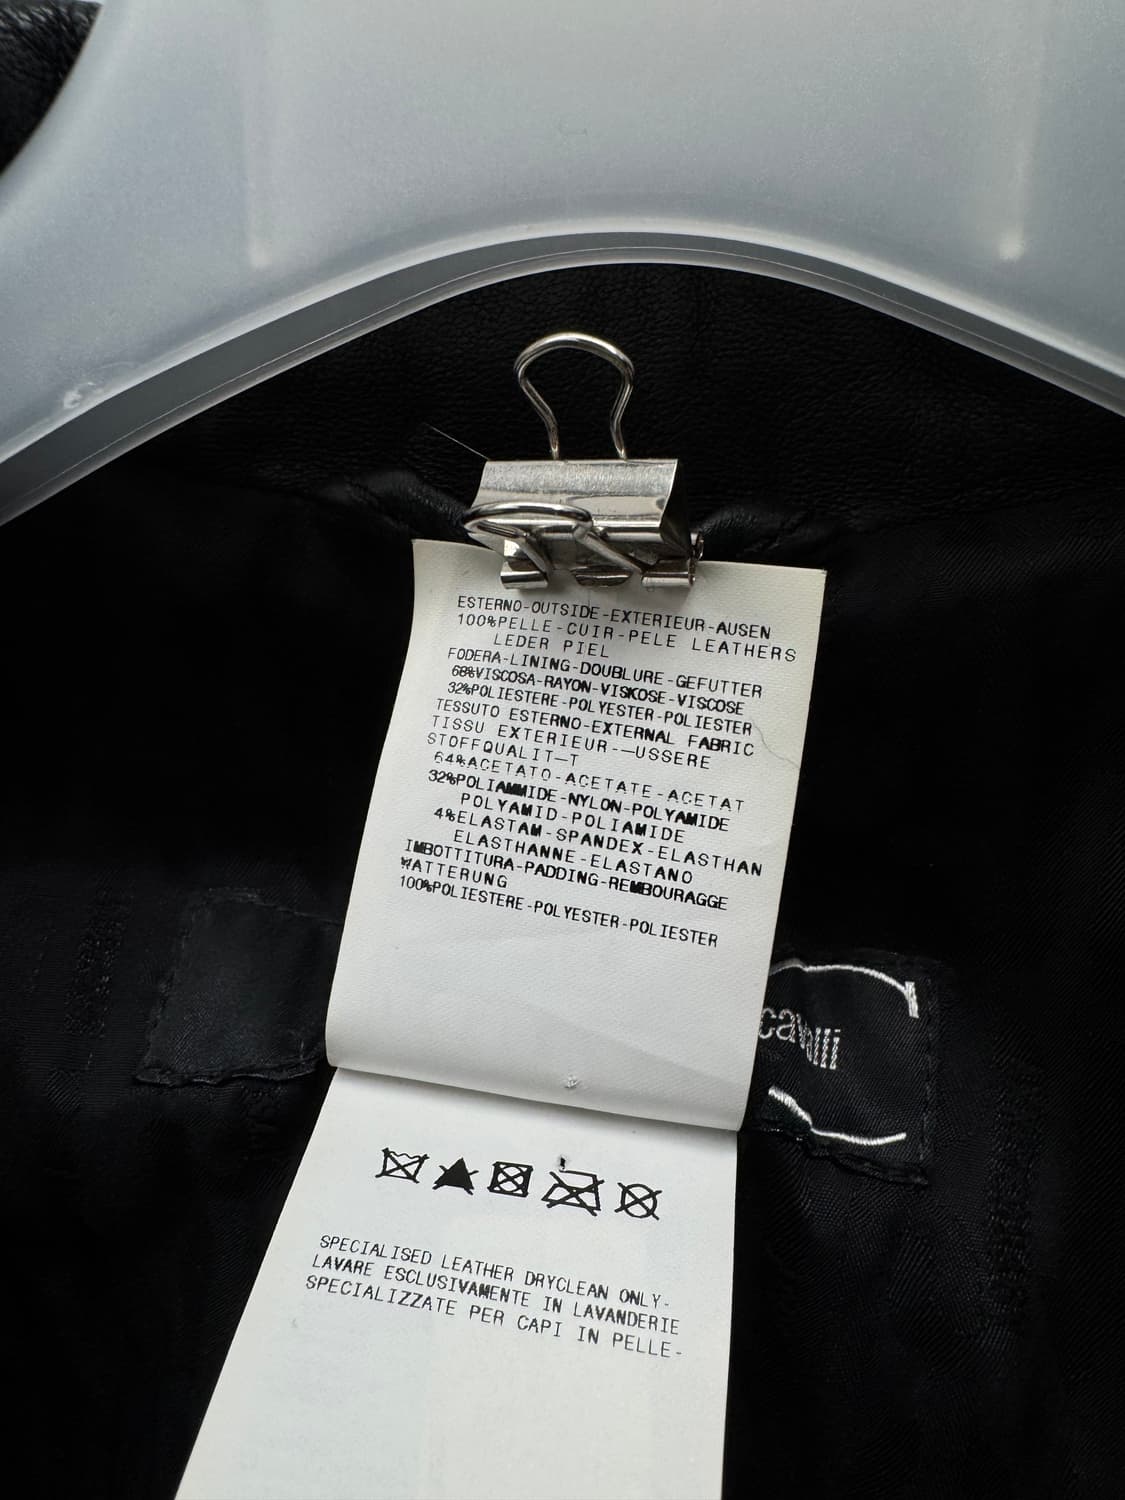 ESTERNO-OUTSIDE-EXTERIEUR-AUSEN
100%PELLE-CUIR-PELE LEATHERS
LEDER PIEL
FODERA-LINING-DOUBLURE-GEFUTTER
68%VISCOSA-RAYON-VISKOSE-VISCOSE
32%POLIESTERE-POLYESTER-POLIESTER
TESSUTO ESTERNO-EXTERNAL FABRIC
TISSU EXTERIEUR-—USSERE
STOFFQUALIT—T
64%ACETATO-ACETATE-ACETAT
32%POLIAMMIDE-NYLON-POLYAMIDE
POLYAMID-POLIAMIDE
4%ELASTAM-SPANDEX-ELASTHAN
ELASTHANNE-ELASTANO
IMBOTTITURA-PADDING-REMBOURAGGE
WATTERUNG
100%POLIESTERE-POLYESTER-POLIESTER
cavalli
SPECIALISED LEATHER DRYCLEAN ONLY-
LAVARE ESCLUSIVAMENTE IN LAVANDERIE
SPECIALIZZATE PER CAPI IN PELLE-